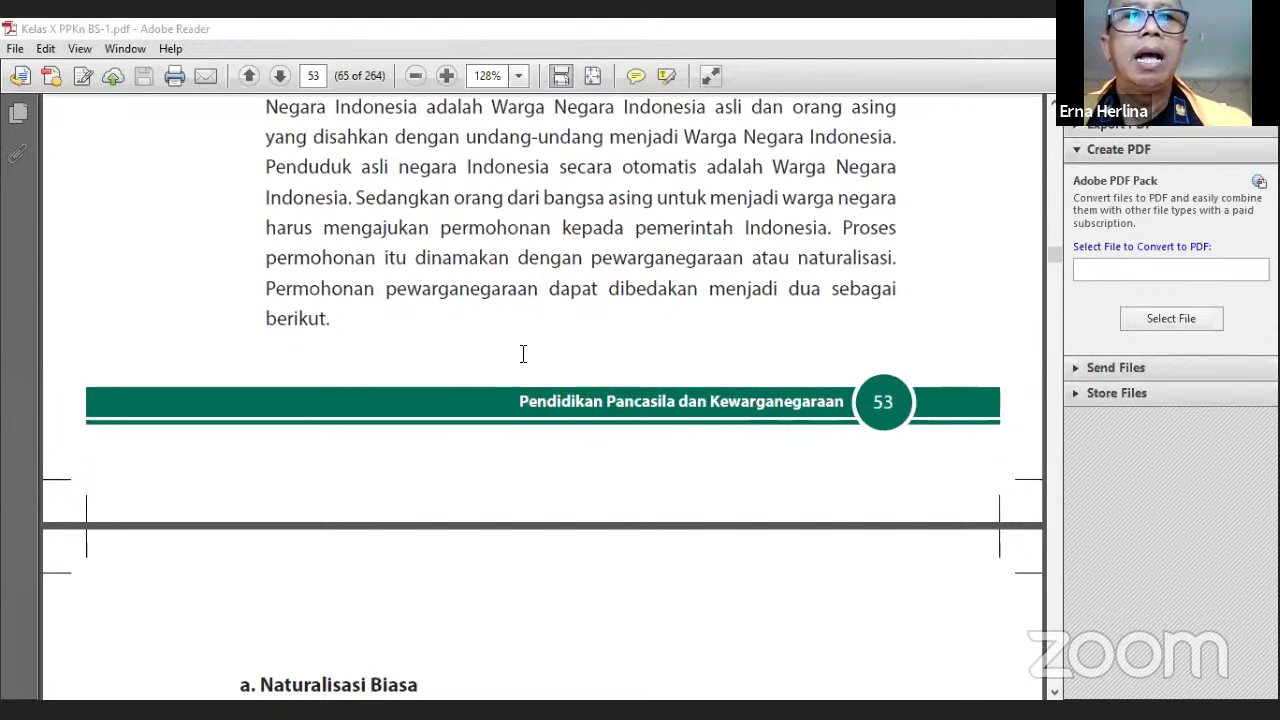 Kelas X PPKn BS-1.pdf - Adobe Reader
File Edit View Window Help
53 (65 of 264) 128%
Erna Herlina
Negara Indonesia adalah Warga Negara Indonesia asli dan orang asing
yang disahkan dengan undang-undang menjadi Warga Negara Indonesia.
Penduduk asli negara Indonesia secara otomatis adalah Warga Negara
Indonesia. Sedangkan orang dari bangsa asing untuk menjadi warga negara
harus mengajukan permohonan kepada pemerintah Indonesia. Proses
permohonan itu dinamakan dengan pewarganegaraan atau naturalisasi.
Permohonan pewarganegaraan dapat dibedakan menjadi dua sebagai
berikut.
Pendidikan Pancasila dan Kewarganegaraan 53
a. Naturalisasi Biasa
Export PDF
Create PDF
Adobe PDF Pack
Convert files to PDF and easily combine
them with other file types with a paid
subscription.
Select File to Convert to PDF:
Select File
Send Files
Store Files
zoom